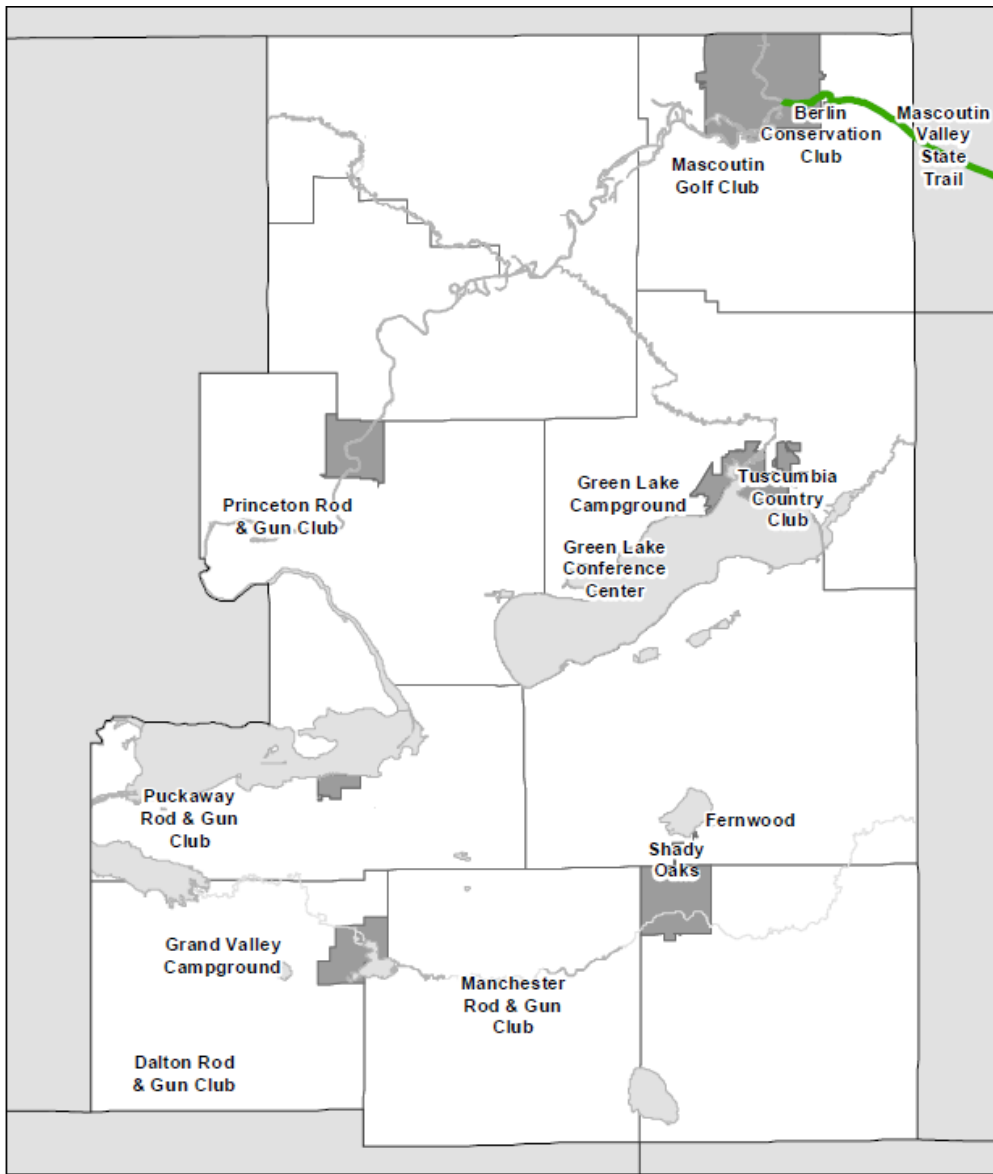 Berlin
Conservation
Club
Mascoutin
Valley
State
Trail
Mascoutin
Golf Club
Green Lake
Campground
Tuscumbia
Country
Club
Princeton Rod
& Gun Club
Green Lake
Conference
Center
Puckaway
Rod & Gun
Club
Fernwood
Shady
Oaks
Grand Valley
Campground
Manchester
Rod & Gun
Club
Dalton Rod
& Gun Club